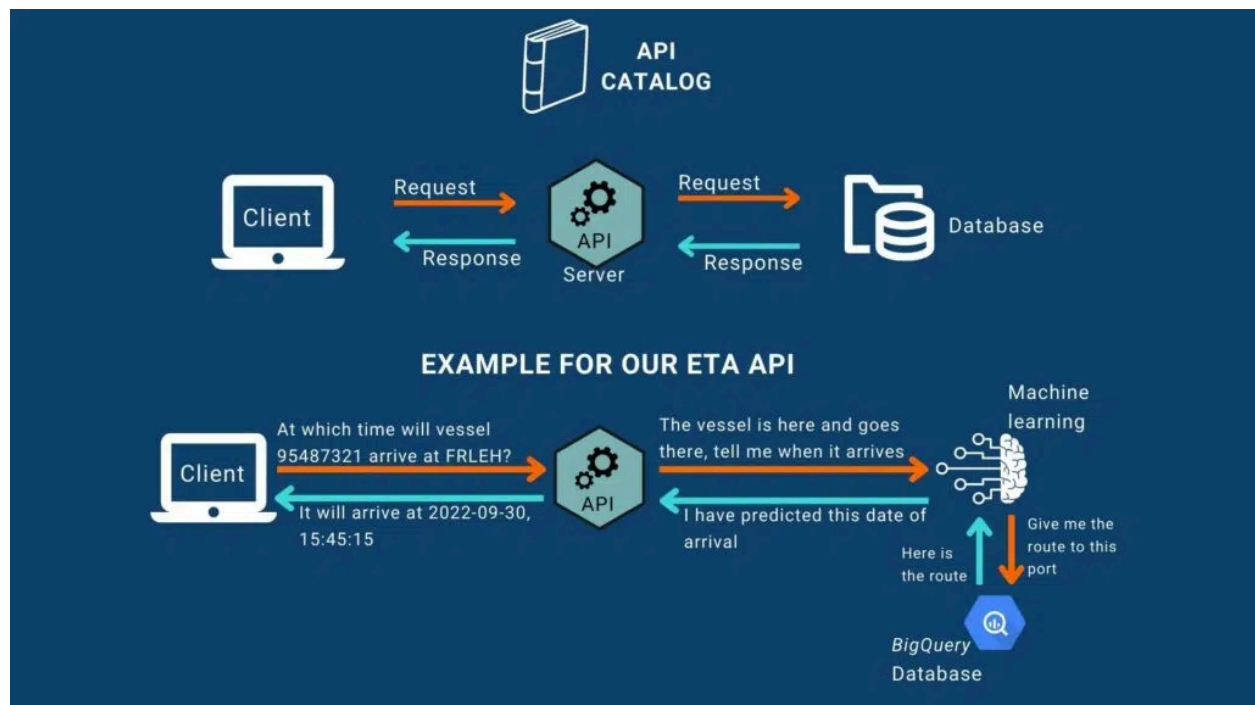 API
CATALOG
Client
Request
Response
API
Server
Request
Response
Database
EXAMPLE FOR OUR ETA API
Client
At which time will vessel
95487321 arrive at FRLEH?
It will arrive at 2022-09-30,
15:45:15
API
The vessel is here and goes
there, tell me when it arrives
I have predicted this date of
arrival
Machine
learning
Here is
the route
Give me the
route to this
port
BigQuery
Database